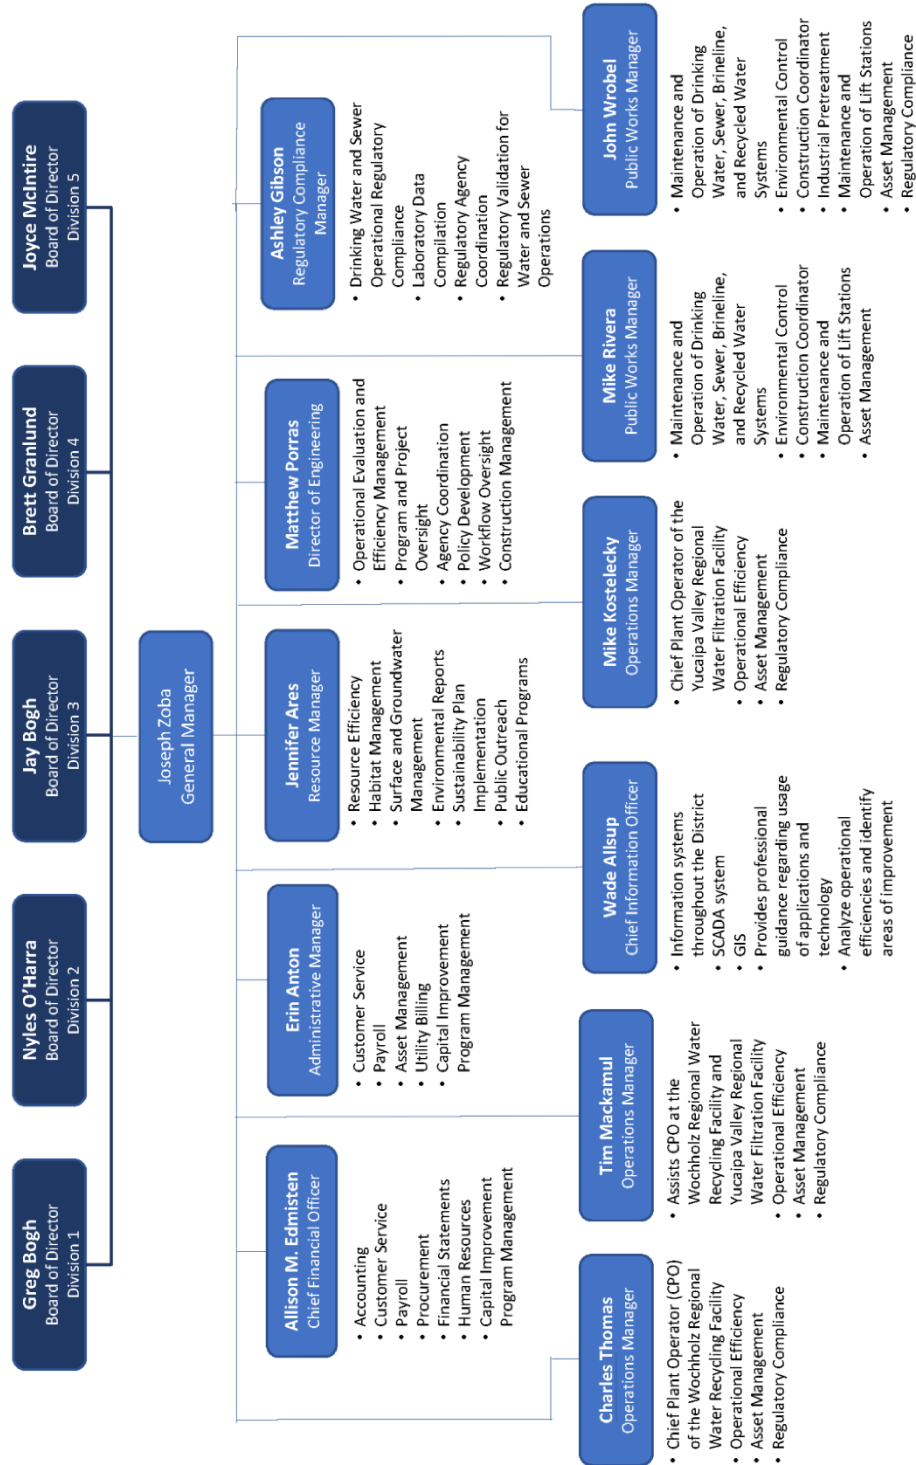 Greg Bogh
Board of Director
Division 1
Nyles O’Harra
Board of Director
Division 2
Jay Bogh
Board of Director
Division 3
Brett Granlund
Board of Director
Division 4
Joyce McIntire
Board of Director
Division 5
Joseph Zoba
General Manager
Allison M. Edmisten
Chief Financial Officer
• Accounting
• Customer Service
• Payroll
• Procurement
• Financial Statements
• Human Resources
• Capital Improvement
Program Management
Erin Anton
Administrative Manager
• Customer Service
• Payroll
• Asset Management
• Utility Billing
• Capital Improvement
Program Management
Jennifer Ares
Resource Manager
• Resource Efficiency
• Habitat Management
• Surface and Groundwater
Management
• Environmental Reports
• Sustainability Plan
Implementation
• Public Outreach
• Educational Programs
Matthew Porras
Director of Engineering
• Operational Evaluation and
Efficiency Management
• Program and Project
Oversight
• Agency Coordination
• Policy Development
• Workflow Oversight
• Construction Management
Ashley Gibson
Regulatory Compliance
Manager
• Drinking Water and Sewer
Operational Regulatory
Compliance
• Laboratory Data
Compilation
• Regulatory Agency
Coordination
• Regulatory Validation for
Water and Sewer
Operations
Charles Thomas
Operations Manager
• Chief Plant Operator (CPO)
of the Wochholz Regional
Water Recycling Facility
• Operational Efficiency
• Asset Management
• Regulatory Compliance
Tim Mackamul
Operations Manager
• Assists CPO at the
Wochholz Regional Water
Recycling Facility and
Yucaipa Valley Regional
Water Filtration Facility
• Operational Efficiency
• Asset Management
• Regulatory Compliance
Wade Allsup
Chief Information Officer
• Information systems
throughout the District
• SCADA system
• GIS
• Provides professional
guidance regarding usage
of applications and
technology
• Analyze operational
efficiencies and identify
areas of improvement
Mike Kostelecky
Operations Manager
• Chief Plant Operator of the
Yucaipa Valley Regional
Water Filtration Facility
• Operational Efficiency
• Asset Management
• Regulatory Compliance
Mike Rivera
Public Works Manager
• Maintenance and
Operation of Drinking
Water, Sewer, Brineline,
and Recycled Water
Systems
• Environmental Control
• Construction Coordinator
• Maintenance and
Operation of Lift Stations
• Asset Management
John Wrobel
Public Works Manager
• Maintenance and
Operation of Drinking
Water, Sewer, Brineline,
and Recycled Water
Systems
• Environmental Control
• Construction Coordinator
• Industrial Pretreatment
• Maintenance and
Operation of Lift Stations
• Asset Management
• Regulatory Compliance